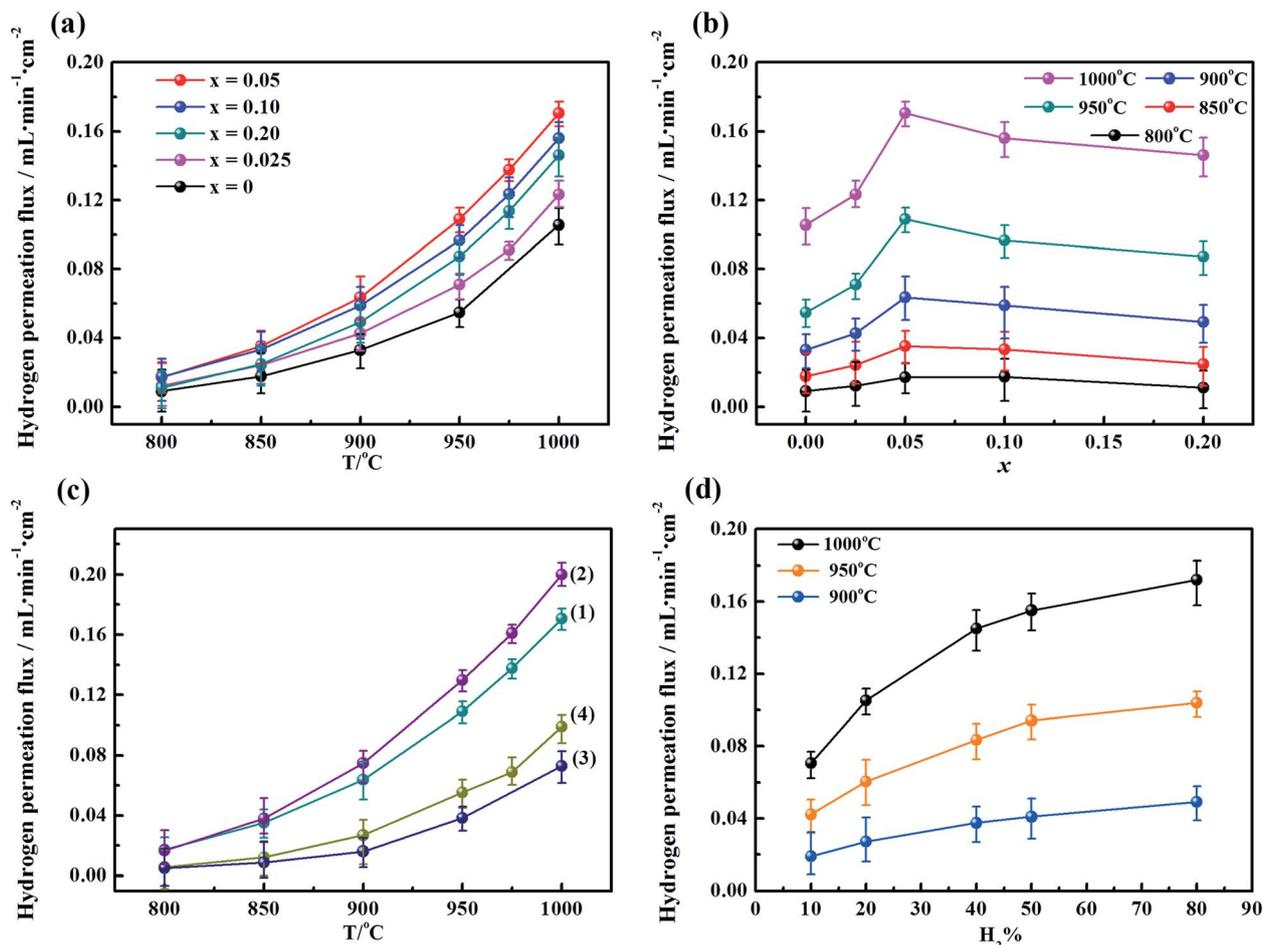 (a)
Hydrogen permeation flux / mL·min⁻¹·cm⁻²
0.20
0.16
0.12
0.08
0.04
0.00
x = 0.05
x = 0.10
x = 0.20
x = 0.025
x = 0
800 850 900 950 1000
T/°C
(b)
Hydrogen permeation flux / mL·min⁻¹·cm⁻²
0.20
0.16
0.12
0.08
0.04
0.00
1000°C 900°C
950°C 850°C
800°C
0.00 0.05 0.10 0.15 0.20
x
(c)
Hydrogen permeation flux / mL·min⁻¹·cm⁻²
0.20
0.16
0.12
0.08
0.04
0.00
(2)
(1)
(4)
(3)
800 850 900 950 1000
T/°C
(d)
Hydrogen permeation flux / mL·min⁻¹·cm⁻²
0.20
0.16
0.12
0.08
0.04
0.00
1000°C
950°C
900°C
0 10 20 30 40 50 60 70 80 90
H₂%